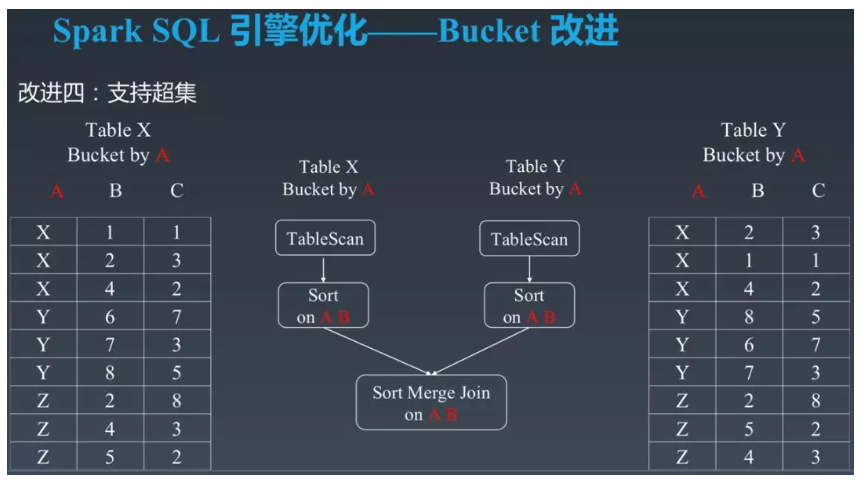 Spark SQL 引擎优化——Bucket 改进
改进四：支持超集
Table X
Bucket by A
A B C
X 1 1
X 2 3
X 4 2
Y 6 7
Y 7 3
Y 8 5
Z 2 8
Z 4 3
Z 5 2
Table X
Bucket by A
TableScan
Sort
on A B
Table Y
Bucket by A
TableScan
Sort
on A B
Sort Merge Join
on A B
Table Y
Bucket by A
A B C
X 2 3
X 1 1
X 4 2
Y 8 5
Y 6 7
Y 7 3
Z 2 8
Z 5 2
Z 4 3